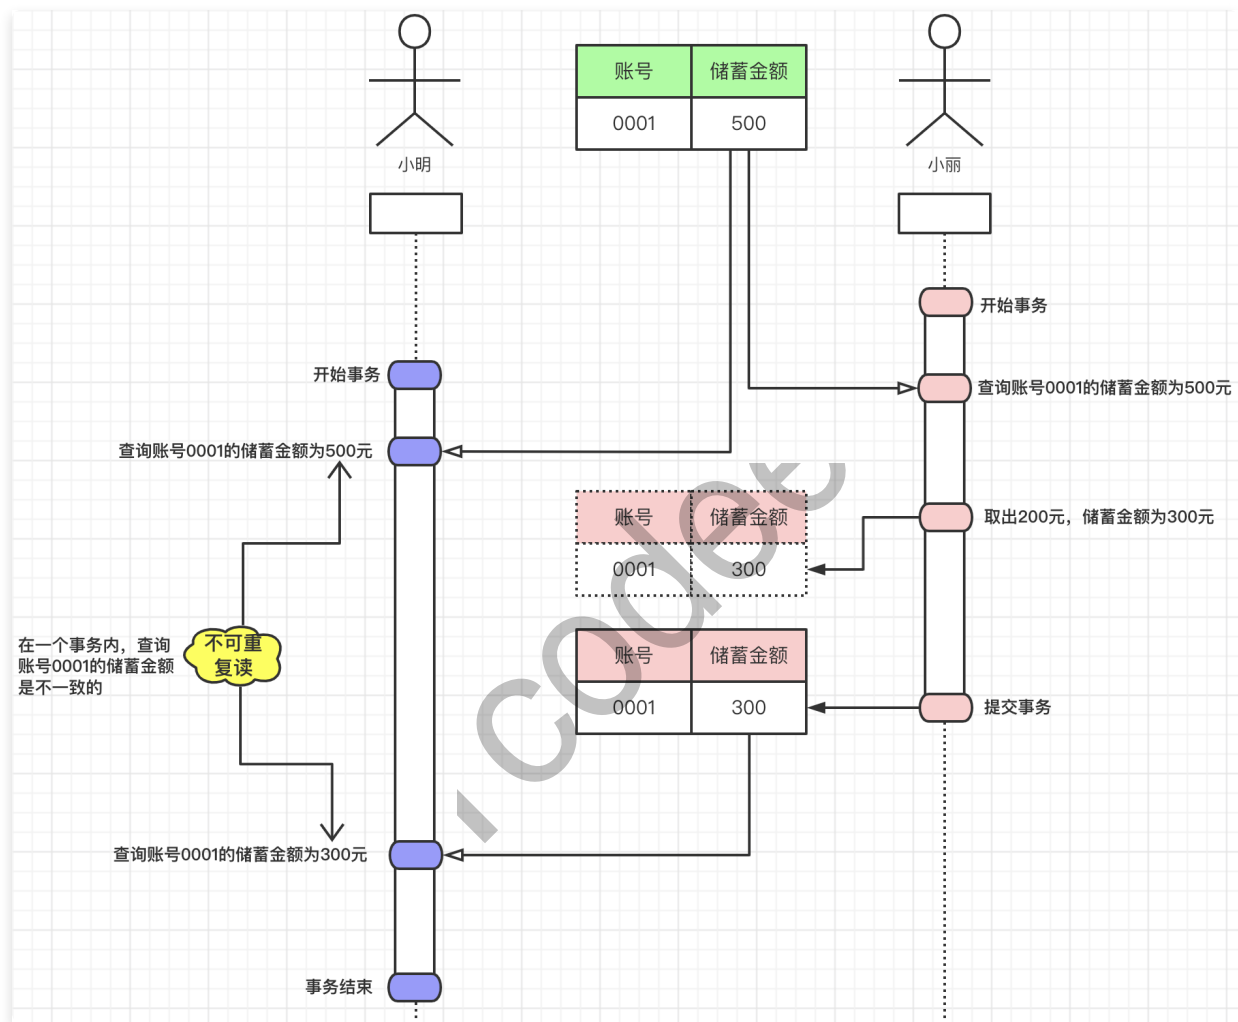 账号 储蓄金额
0001 500
小明
小丽
开始事务
开始事务
查询账号0001的储蓄金额为500元
查询账号0001的储蓄金额为500元
账号 储蓄金额
0001 300
取出200元，储蓄金额为300元
不可重
复读
在一个事务内，查询
账号0001的储蓄金额
是不一致的
账号 储蓄金额
0001 300
提交事务
查询账号0001的储蓄金额为300元
事务结束